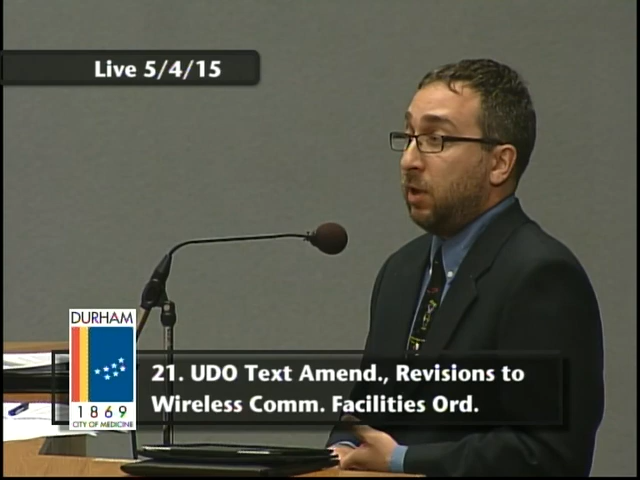 Live 5/4/15
DURHAM
1869
CITY OF MEDICINE
21. UDO Text Amend., Revisions to
Wireless Comm. Facilities Ord.